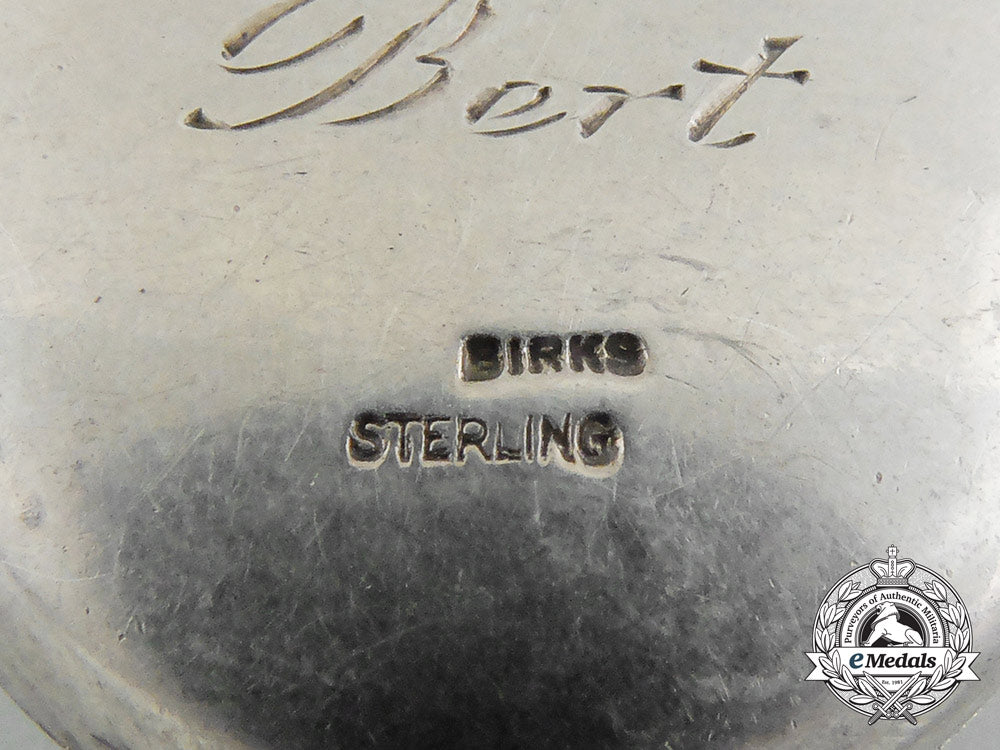 Bert
BIRKS
STERLING
Purveyors of Authentic Militaria
eMedals
Est. 1981